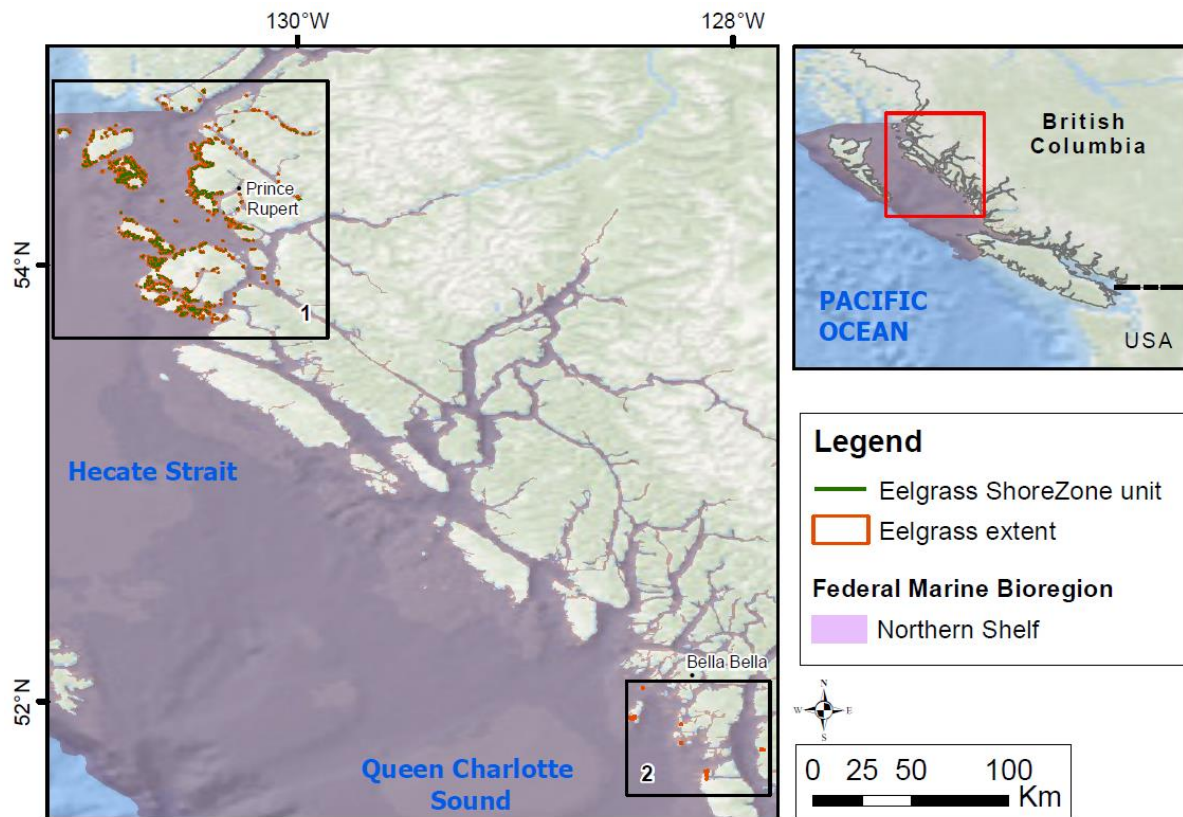 130°W
128°W
54°N
52°N
Prince
Rupert
1
Hecate Strait
Bella Bella
2
Queen Charlotte
Sound
British
Columbia
PACIFIC
OCEAN
USA
Legend
Eelgrass ShoreZone unit
Eelgrass extent
Federal Marine Bioregion
Northern Shelf
N
W
E
S
0 25 50 100
Km